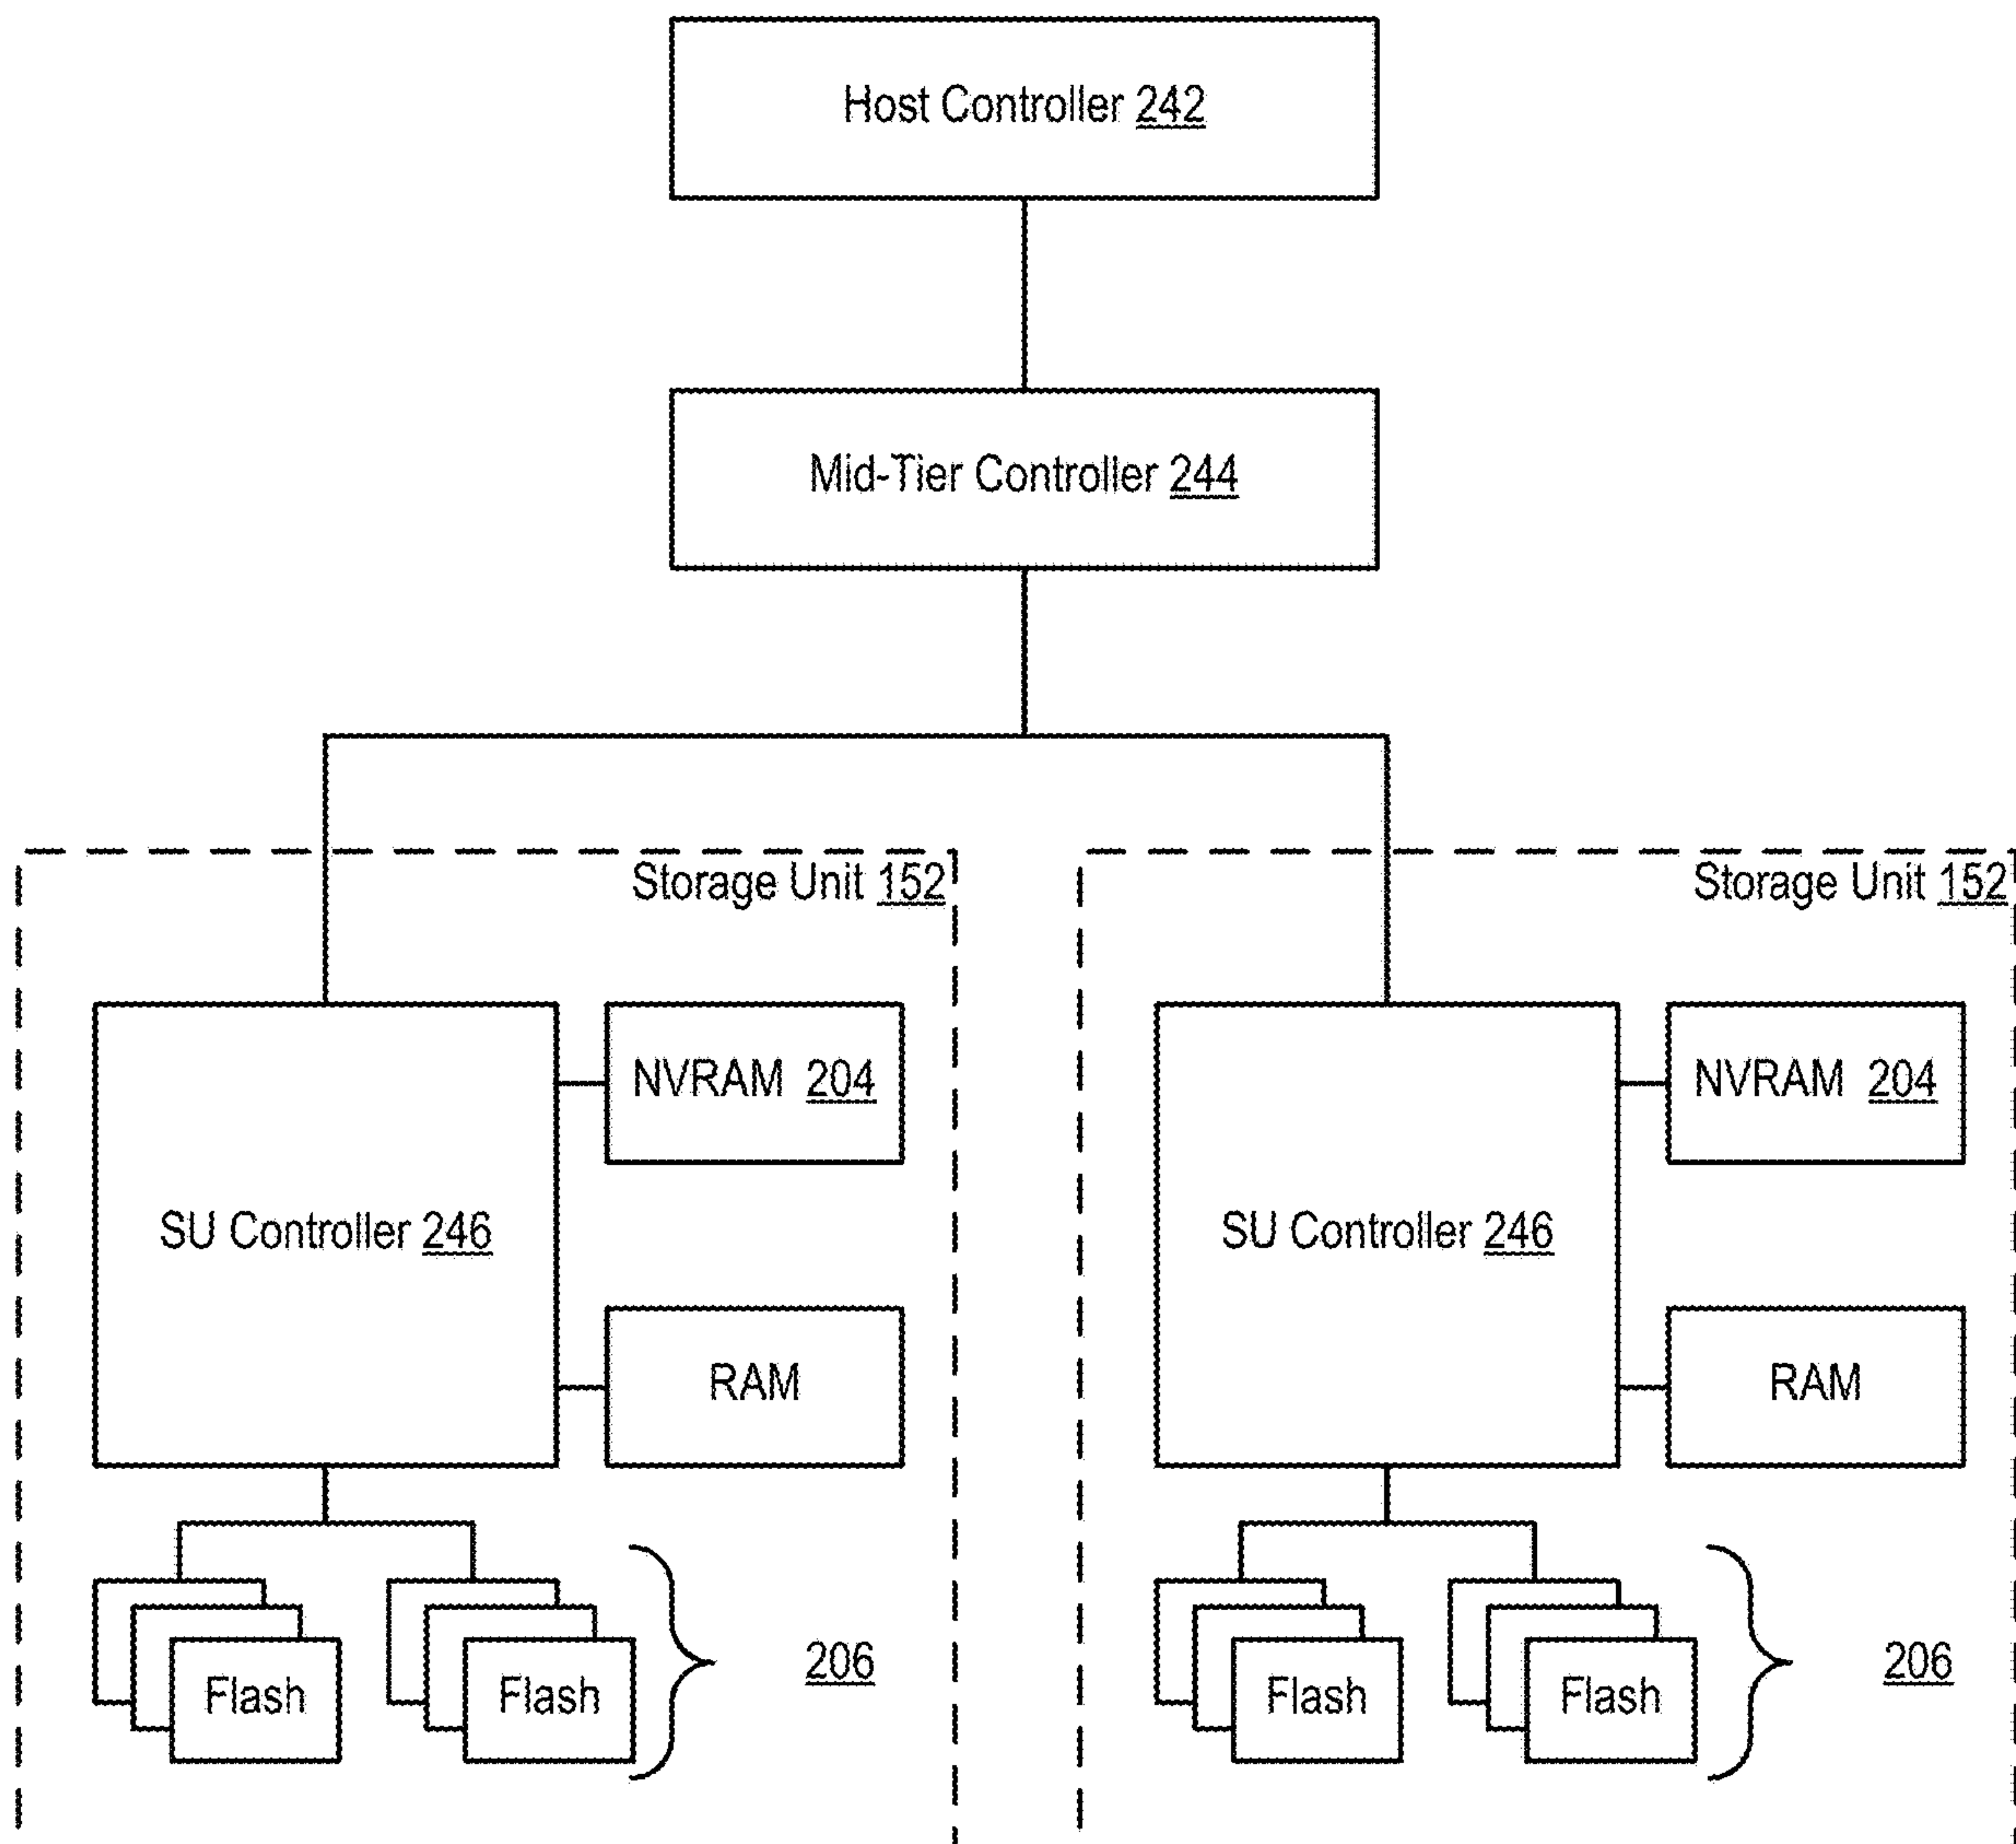 Host Controller 242
Mid-Tier Controller 244
Storage Unit 152
Storage Unit 152
NVRAM 204
NVRAM 204
SU Controller 246
SU Controller 246
RAM
RAM
Flash
Flash
206
Flash
Flash
206